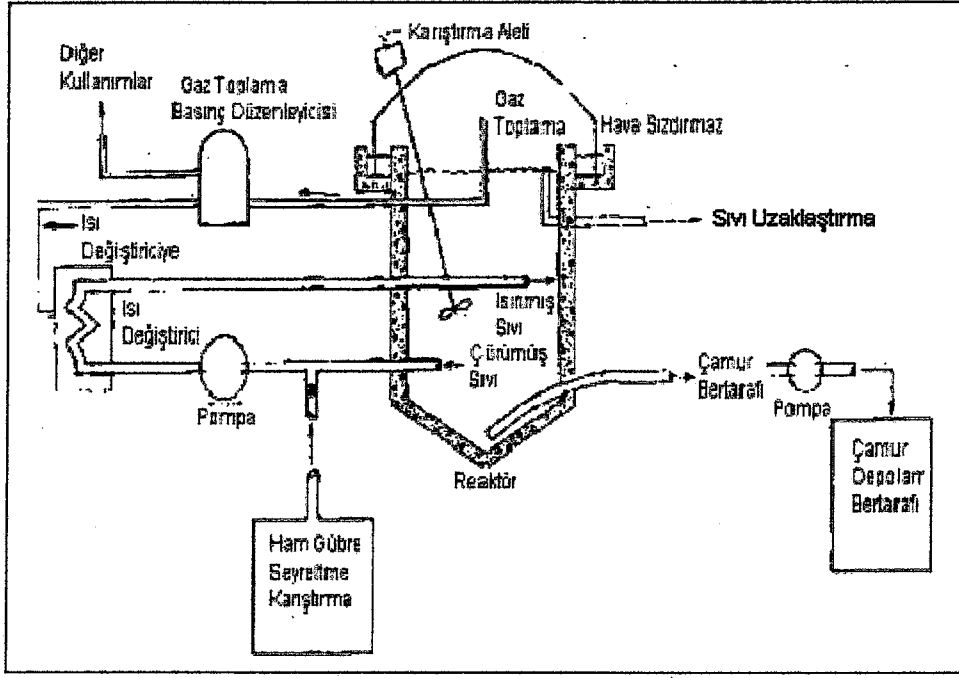 Karıştırma Aleti
Diğer
Kullanımlar
Gaz Toplama
Basınç Düzenleyicisi
Gaz
Toplama
Hava Sızdırmaz
Sıvı Uzaklaştırma
Isı
Değiştiriciye
Isı
Değiştirici
Isınmış
Sıvı
Çürümüş
Sıvı
Pompa
Çamur
Bertarafı
Pompa
Reaktör
Çamur
Depoları
Bertarafı
Ham Gübre
Seyreltme
Karıştırma